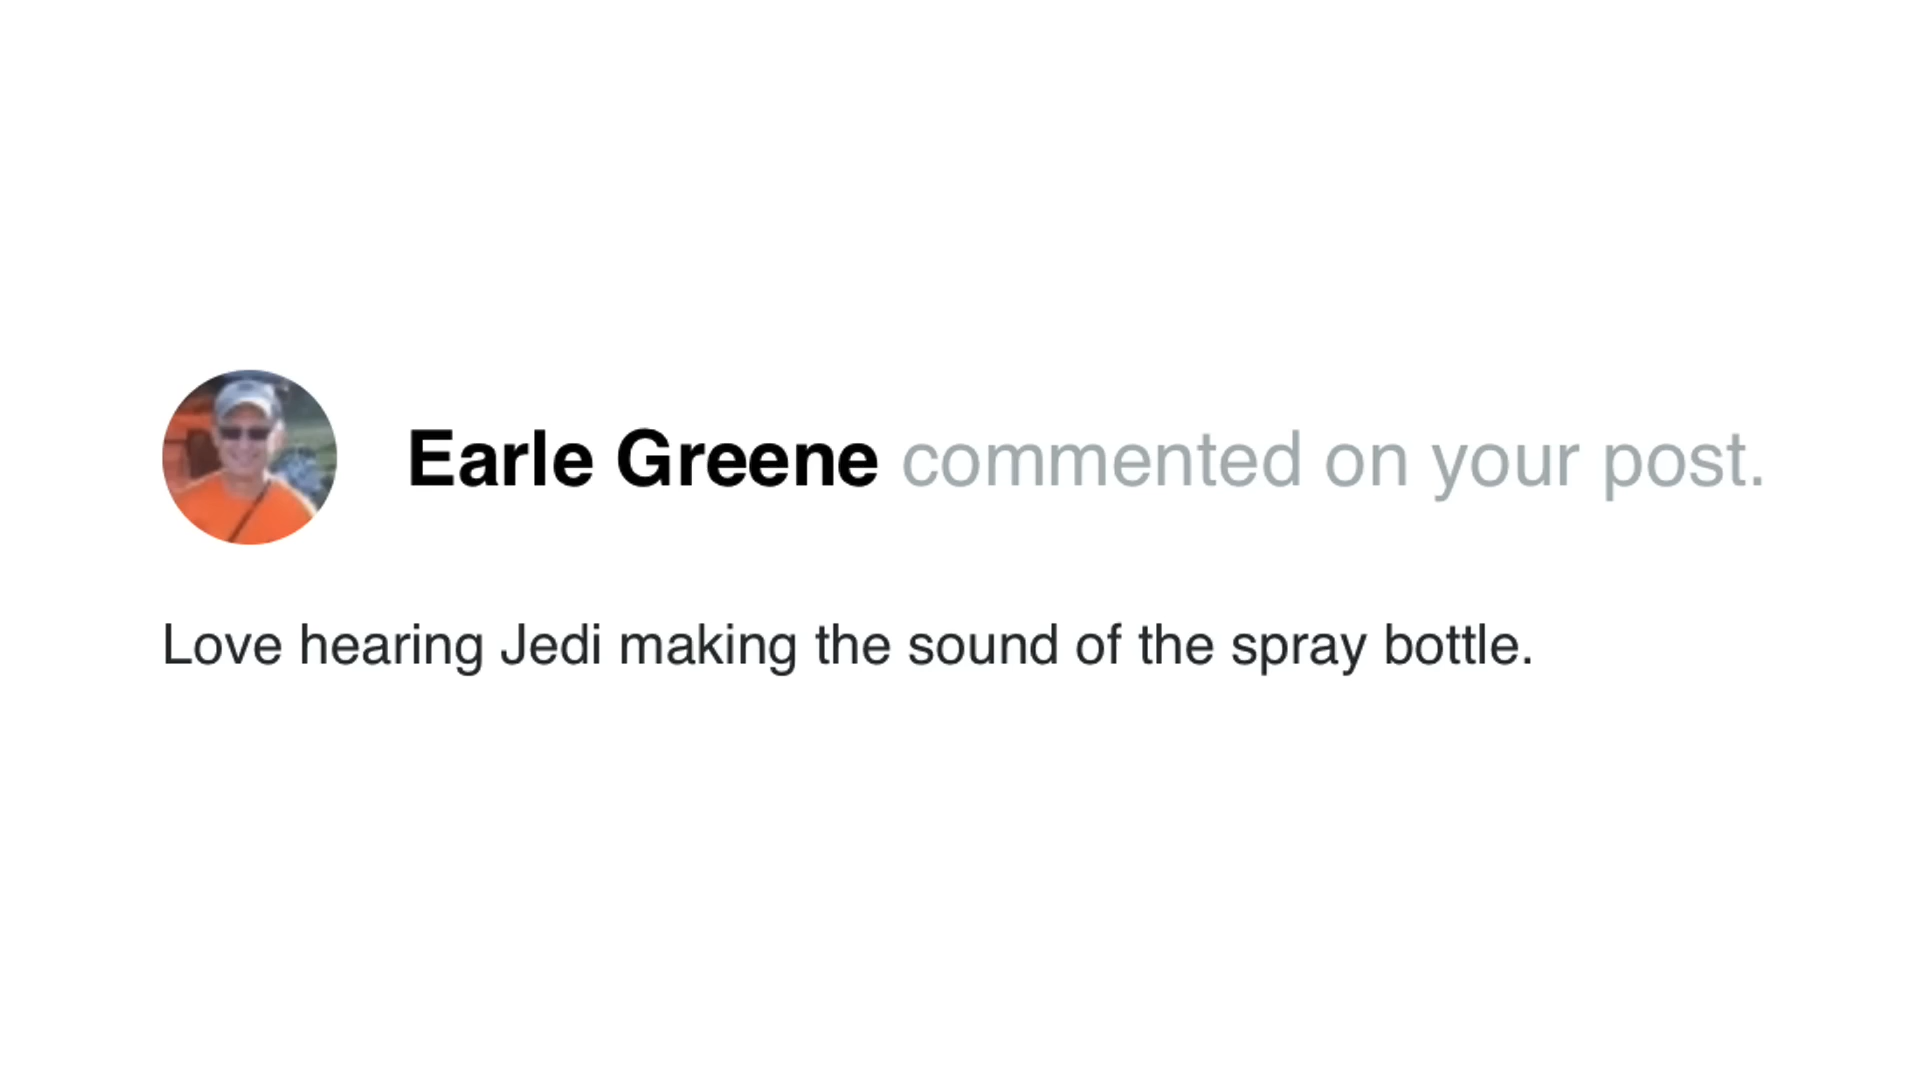 Earle Greene commented on your post.
Love hearing Jedi making the sound of the spray bottle.